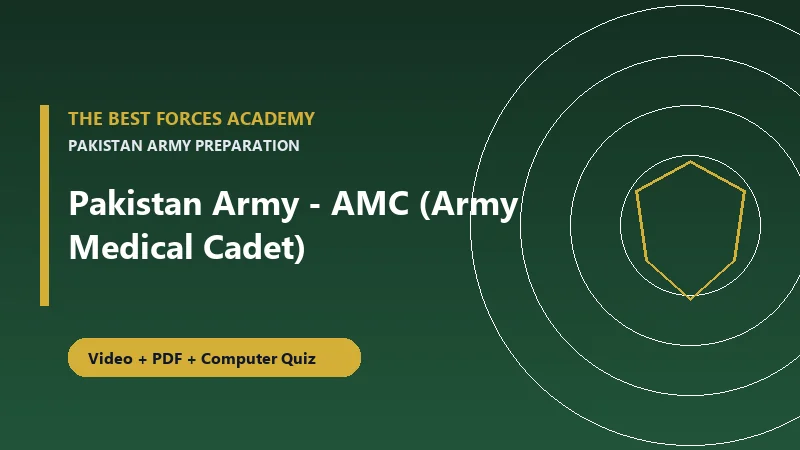 THE BEST FORCES ACADEMY
PAKISTAN ARMY PREPARATION
Pakistan Army - AMC (Army
Medical Cadet)
Video + PDF + Computer Quiz